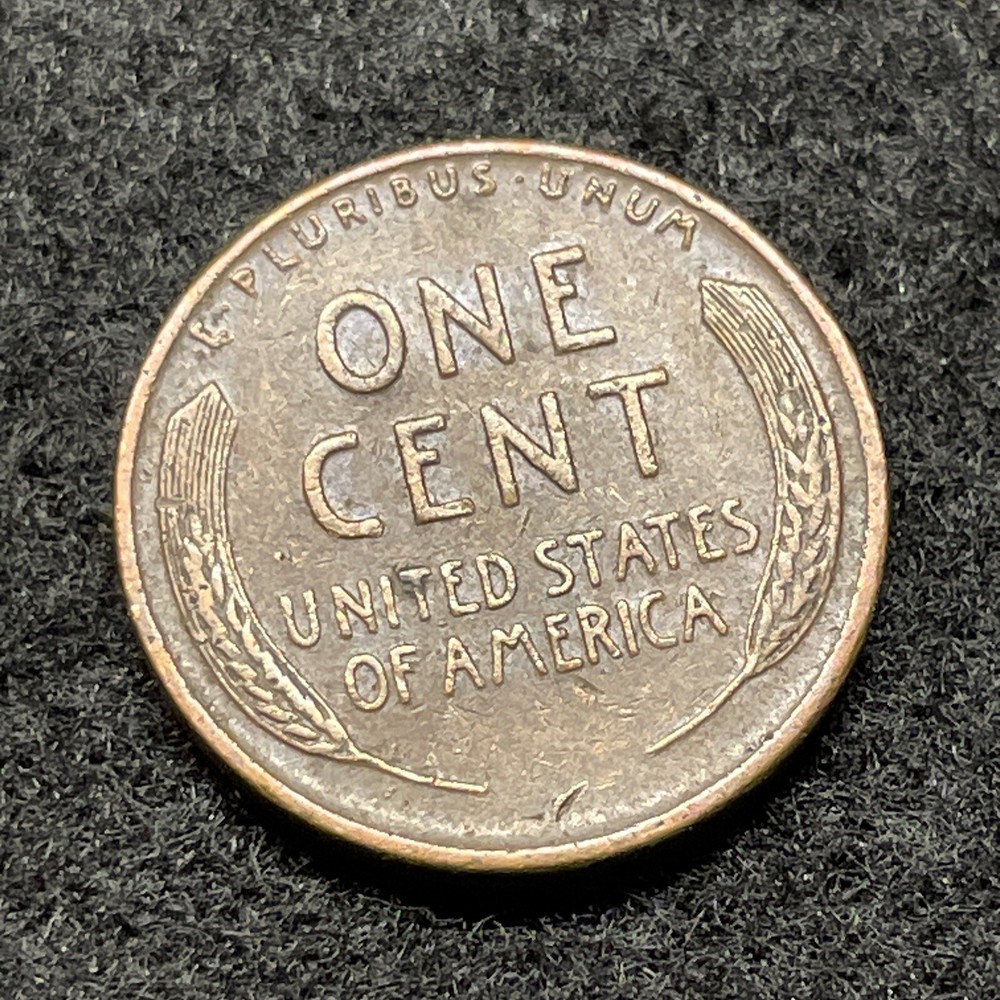 E PLURIBUS · UNUM
ONE
CENT
UNITED STATES
OF AMERICA